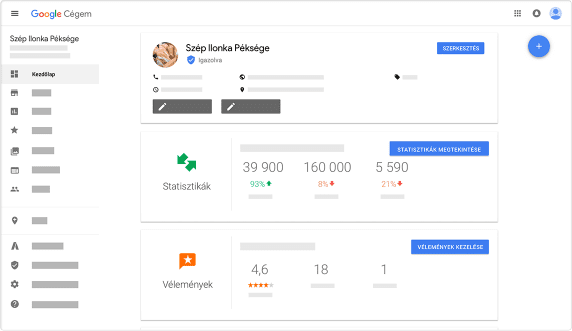 Google Cégem
Szép Ilonka Péksége
Kezdőlap
Szép Ilonka Péksége
Igazolva
SZERKESZTÉS
STATISZTIKÁK MEGTEKINTÉSE
39 900 160 000 5 590
93% 8% 21%
Statisztikák
VÉLEMÉNYEK KEZELÉSE
4,6 18 1
Vélemények